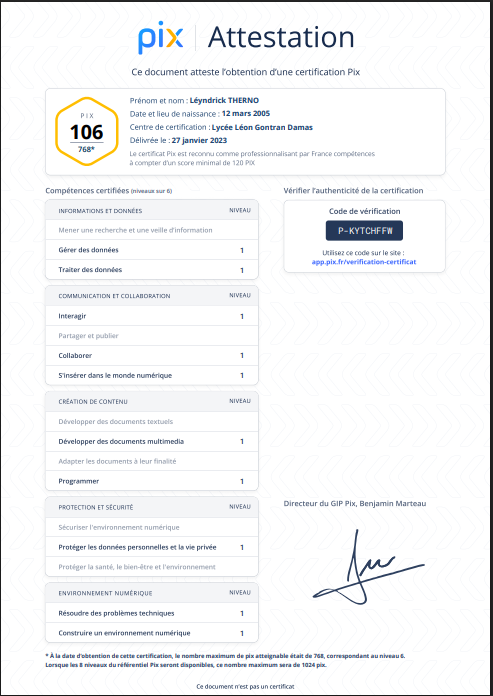 pix Attestation
Ce document atteste l'obtention d'une certification Pix
PIX
106
768*
Prénom et nom : Léyndrick THERNO
Date et lieu de naissance : 12 mars 2005
Centre de certification : Lycée Léon Gontran Damas
Délivrée le : 27 janvier 2023
Le certificat Pix est reconnu comme professionnalisant par France compétences
à compter d'un score minimal de 120 PIX
Compétences certifiées (niveaux sur 6)
INFORMATIONS ET DONNÉES NIVEAU
Mener une recherche et une veille d'information
Gérer des données 1
Traiter des données 1
COMMUNICATION ET COLLABORATION NIVEAU
Interagir 1
Partager et publier
Collaborer 1
S'insérer dans le monde numérique 1
CRÉATION DE CONTENU NIVEAU
Développer des documents textuels
Développer des documents multimedia 1
Adapter les documents à leur finalité
Programmer 1
PROTECTION ET SÉCURITÉ NIVEAU
Sécuriser l'environnement numérique
Protéger les données personnelles et la vie privée 1
Protéger la santé, le bien-être et l'environnement
ENVIRONNEMENT NUMÉRIQUE NIVEAU
Résoudre des problèmes techniques 1
Construire un environnement numérique 1
Vérifier l'authenticité de la certification
Code de vérification
P-KYTCHFFW
Utilisez ce code sur le site :
app.pix.fr/verification-certificat
Directeur du GIP Pix, Benjamin Marteau
* À la date d'obtention de cette certification, le nombre maximum de pix atteignable était de 768, correspondant au niveau 6.
Lorsque les 8 niveaux du référentiel Pix seront disponibles, ce nombre maximum sera de 1024 pix.
Ce document n'est pas un certificat